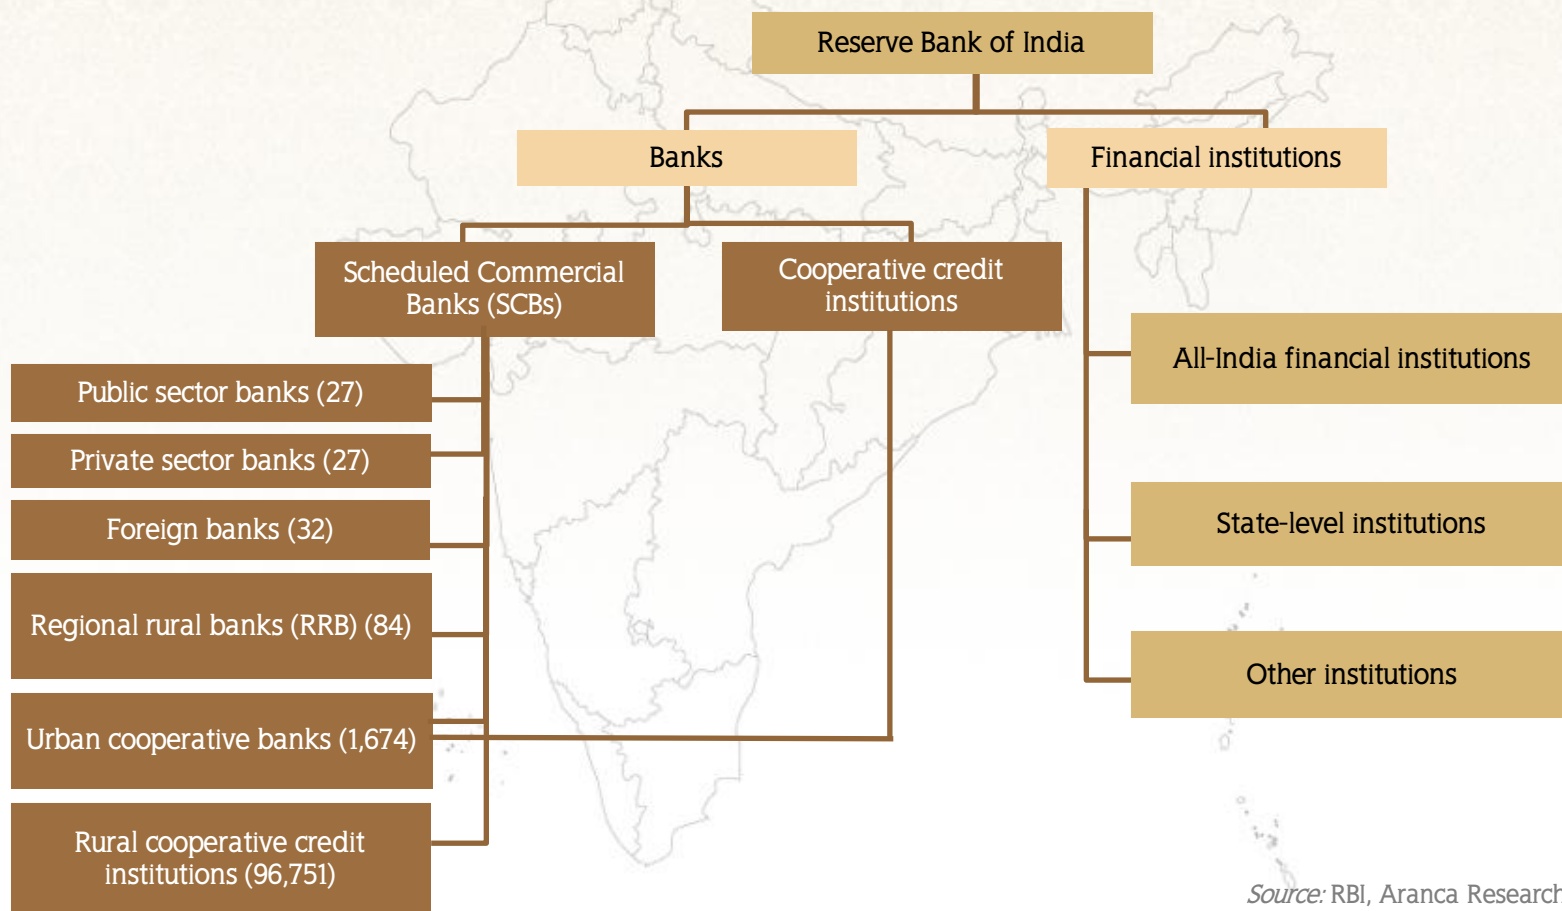 Reserve Bank of India
Banks
Financial institutions
Scheduled Commercial
Banks (SCBs)
Cooperative credit
institutions
Public sector banks (27)
Private sector banks (27)
Foreign banks (32)
Regional rural banks (RRB) (84)
Urban cooperative banks (1,674)
Rural cooperative credit
institutions (96,751)
All-India financial institutions
State-level institutions
Other institutions
Source: RBI, Aranca Research